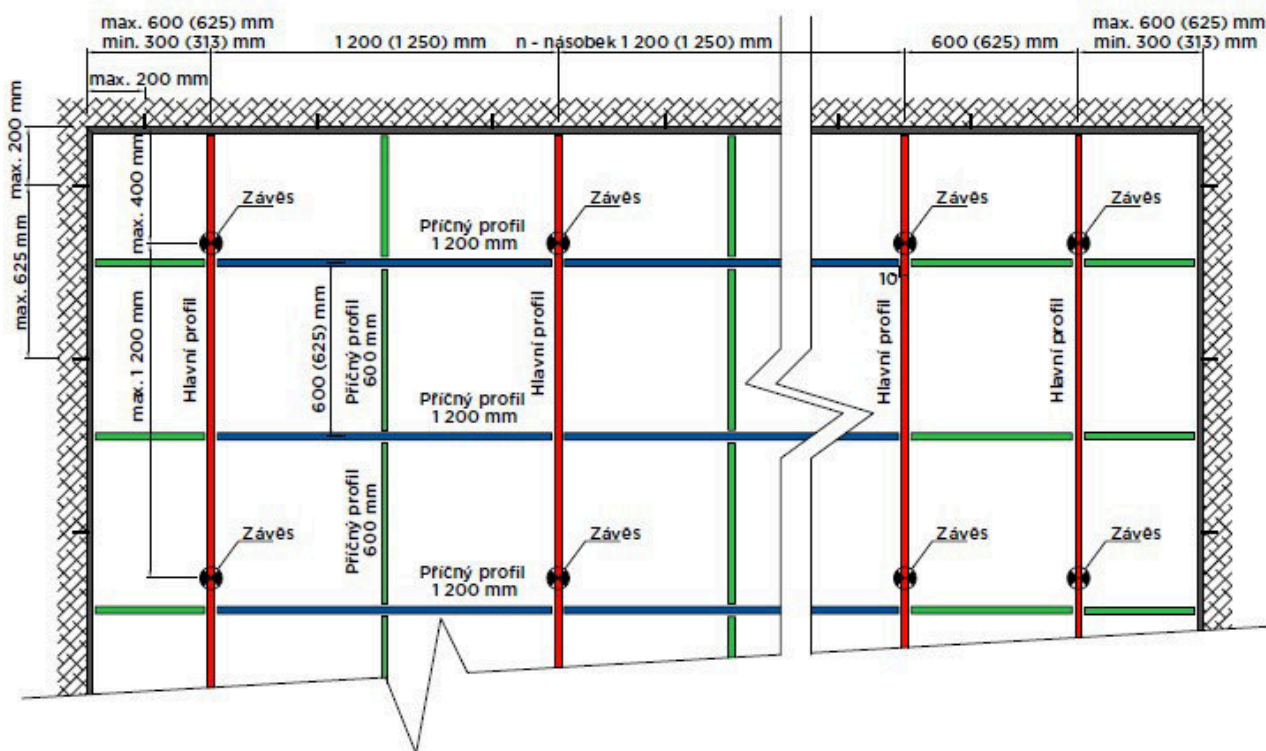 max. 600 (625) mm
min. 300 (313) mm
1 200 (1 250) mm
n - násobek 1 200 (1 250) mm
600 (625) mm
max. 600 (625) mm
min. 300 (313) mm
max. 200 mm
max. 200 mm
max. 625 mm
max. 400 mm
max. 1 200 mm
Závěs
Závěs
Závěs
Závěs
Příčný profil
1 200 mm
10
Hlavní profil
600 (625) mm
Příčný profil
600 mm
Hlavní profil
Hlavní profil
Hlavní profil
Příčný profil
1 200 mm
Příčný profil
600 mm
Závěs
Závěs
Závěs
Závěs
Příčný profil
1 200 mm